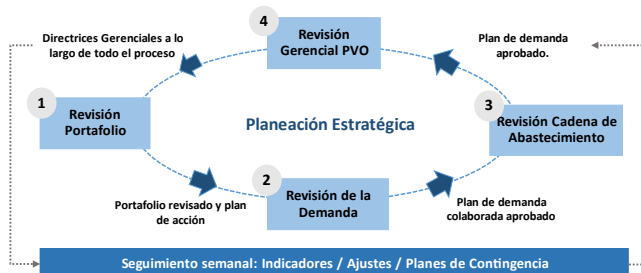 4
Revisión
Gerencial PVO
Directrices Gerenciales a lo
largo de todo el proceso
Plan de demanda
aprobado.
1
Revisión
Portafolio
Planeación Estratégica
3
Revisión Cadena de
Abastecimiento
2
Revisión de la
Demanda
Portafolio revisado y plan
de acción
Plan de demanda
colaborada aprobado
Seguimiento semanal: Indicadores / Ajustes / Planes de Contingencia